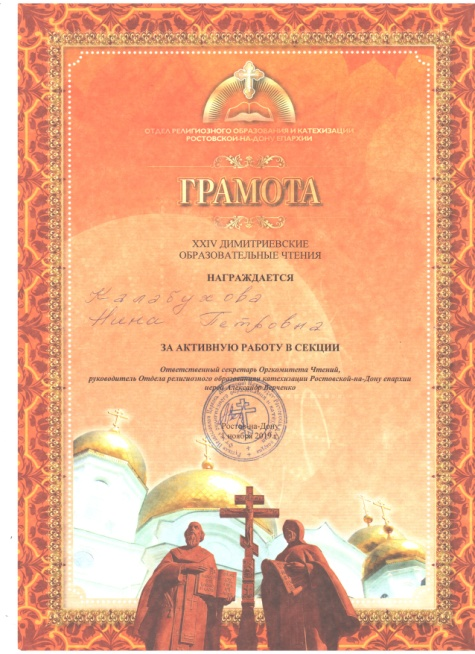 ОТДЕЛ РЕЛИГИОЗНОГО ОБРАЗОВАНИЯ И КАТЕХИЗАЦИИ
РОСТОВСКОЙ-НА-ДОНУ ЕПАРХИИ
ГРАМОТА
XXIV ДИМИТРИЕВСКИЕ
ОБРАЗОВАТЕЛЬНЫЕ ЧТЕНИЯ
НАГРАЖДАЕТСЯ
Калабухова
Нина Петровна
ЗА АКТИВНУЮ РАБОТУ В СЕКЦИИ
Ответственный секретарь Оргкомитета Чтений,
руководитель Отдела религиозного образования катехизации Ростовской-на-Дону епархии
иерей Александр Верченко
Ростов-на-Дону
ноября 2019 г.